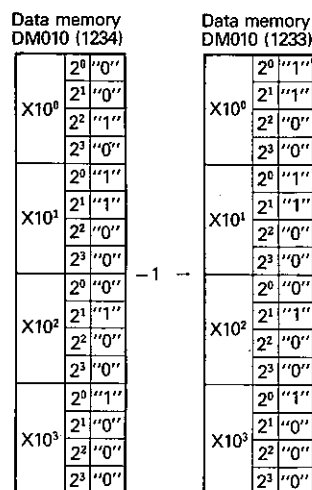 Data memory
DM010 (1234)
Data memory
DM010 (1233)
X10⁰
2⁰ "0"
2¹ "0"
2² "1"
2³ "0"
X10¹
2⁰ "1"
2¹ "1"
2² "0"
2³ "0"
X10²
2⁰ "0"
2¹ "1"
2² "0"
2³ "0"
X10³
2⁰ "1"
2¹ "0"
2² "0"
2³ "0"
−1 →
X10⁰
2⁰ "1"
2¹ "1"
2² "0"
2³ "0"
X10¹
2⁰ "1"
2¹ "1"
2² "0"
2³ "0"
X10²
2⁰ "0"
2¹ "1"
2² "0"
2³ "0"
X10³
2⁰ "1"
2¹ "0"
2² "0"
2³ "0"